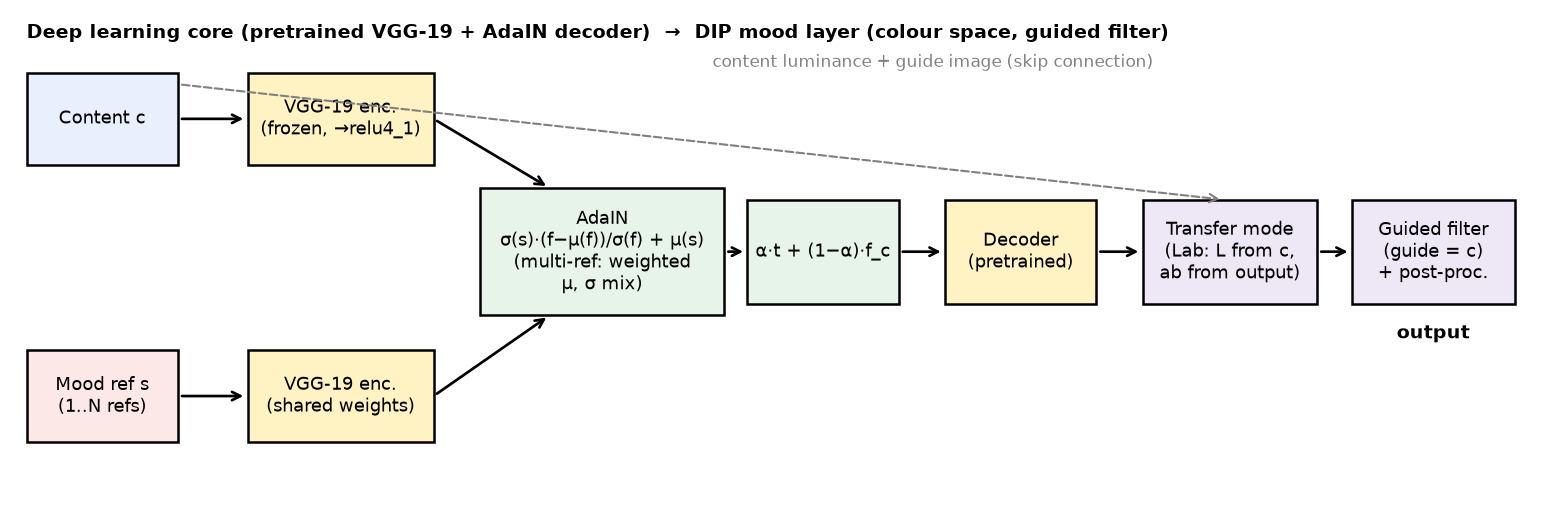 Deep learning core (pretrained VGG-19 + AdaIN decoder) → DIP mood layer (colour space, guided filter)
content luminance + guide image (skip connection)
Content c
VGG-19 enc.
(frozen, →relu4_1)
AdaIN
σ(s)·(f−μ(f))/σ(f) + μ(s)
(multi-ref: weighted
μ, σ mix)
α·t + (1−α)·f_c
Decoder
(pretrained)
Transfer mode
(Lab: L from c,
ab from output)
Guided filter
(guide = c)
+ post-proc.
output
Mood ref s
(1..N refs)
VGG-19 enc.
(shared weights)